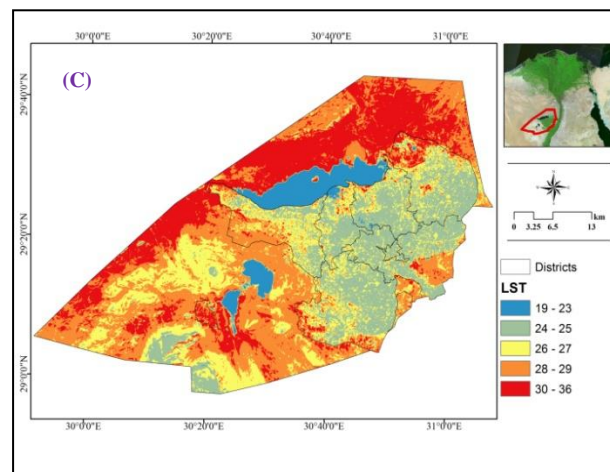 30°0'0"E 30°20'0"E 30°40'0"E 31°0'0"E
(C)
29°40'0"N
29°20'0"N
29°0'0"N
km
0 3.25 6.5 13
Districts
LST
19 - 23
24 - 25
26 - 27
28 - 29
30 - 36
30°0'0"E 30°20'0"E 30°40'0"E 31°0'0"E